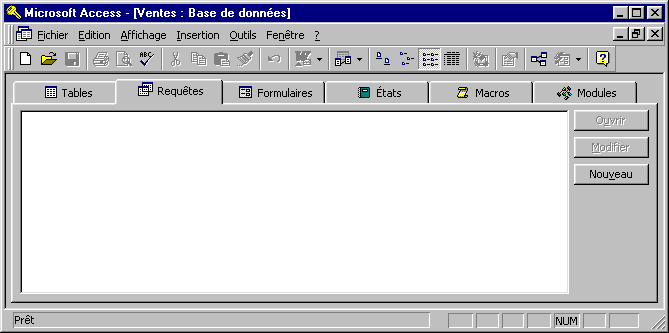 Microsoft Access - [Ventes : Base de données]
Fichier Edition Affichage Insertion Outils Fenêtre ?
ABC
Tables Requêtes Formulaires États Macros Modules
Ouvrir
Modifier
Nouveau
Prêt NUM